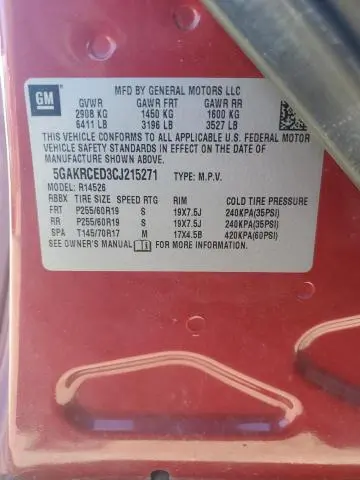 GM
MFD BY GENERAL MOTORS LLC
GVWR GAWR FRT GAWR RR
2908 KG 1450 KG 1600 KG
6411 LB 3196 LB 3527 LB
THIS VEHICLE CONFORMS TO ALL APPLICABLE U.S. FEDERAL MOTOR
VEHICLE SAFETY STANDARDS IN EFFECT ON THE DATE OF
MANUFACTURE SHOWN ABOVE.
5GAKRCED3CJ215271 TYPE: M.P.V.
MODEL: R14526
RBBX TIRE SIZE SPEED RTG RIM COLD TIRE PRESSURE
FRT P255/60R19 S 19X7.5J 240KPA(35PSI)
RR P255/60R19 S 19X7.5J 240KPA(35PSI)
SPA T145/70R17 M 17X4.5B 420KPA(60PSI)
SEE OWNER'S MANUAL FOR MORE INFORMATION.